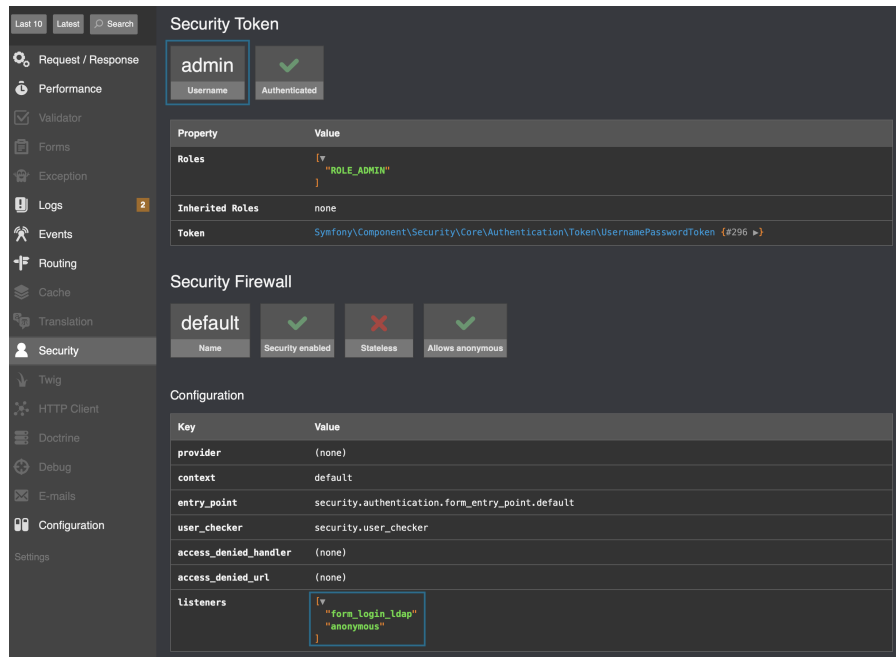 Last 10 Latest Search
Request / Response
Performance
Validator
Forms
Exception
Logs 2
Events
Routing
Cache
Translation
Security
Twig
HTTP Client
Doctrine
Debug
E-mails
Configuration
Settings
Security Token
admin
Username Authenticated
Property Value
Roles [▼
"ROLE_ADMIN"
]
Inherited Roles none
Token Symfony\Component\Security\Core\Authentication\Token\UsernamePasswordToken {#296 ▶}
Security Firewall
default
Name Security enabled Stateless Allows anonymous
Configuration
Key Value
provider (none)
context default
entry_point security.authentication.form_entry_point.default
user_checker security.user_checker
access_denied_handler (none)
access_denied_url (none)
listeners [▼
"form_login_ldap"
"anonymous"
]